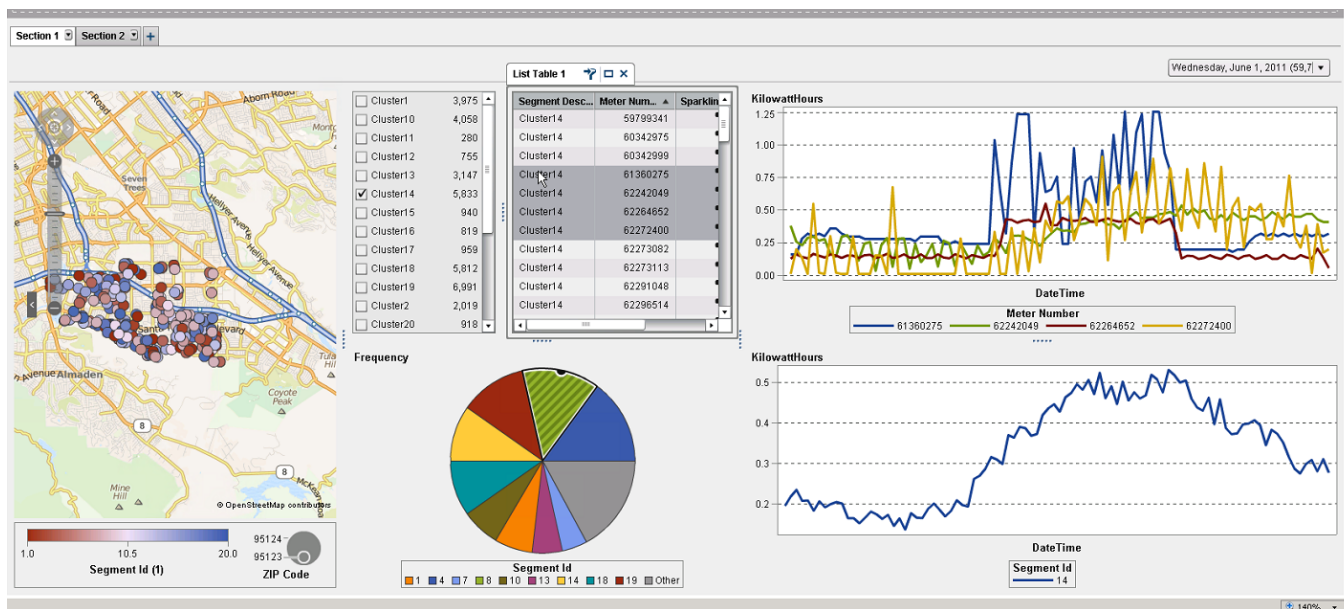 Section 1 Section 2 +
List Table 1
Wednesday, June 1, 2011 (59,7
Aborn Road
Seven
Trees
Hellyer Avenue
Hellyer Avenue
Almaden
Coyote
Peak
8
8
Mine
Hill
© OpenStreetMap contributors
1.0 10.5 20.0
Segment Id (1)
95124
95123
ZIP Code
Cluster1 3,975
Cluster10 4,058
Cluster11 280
Cluster12 755
Cluster13 3,147
Cluster14 5,833
Cluster15 940
Cluster16 819
Cluster17 959
Cluster18 5,812
Cluster19 6,991
Cluster2 2,019
Cluster20 918
Segment Desc... Meter Num... Sparklin
Cluster14 59799341
Cluster14 60342975
Cluster14 60342999
Cluster14 61360275
Cluster14 62242049
Cluster14 62264652
Cluster14 62272400
Cluster14 62273082
Cluster14 62273113
Cluster14 62291048
Cluster14 62296514
KilowattHours
1.25
1.00
0.75
0.50
0.25
0.00
DateTime
Meter Number
61360275 62242049 62264652 62272400
Frequency
Segment Id
1 4 7 8 10 13 14 18 19 Other
KilowattHours
0.5
0.4
0.3
0.2
DateTime
Segment Id
14
140%